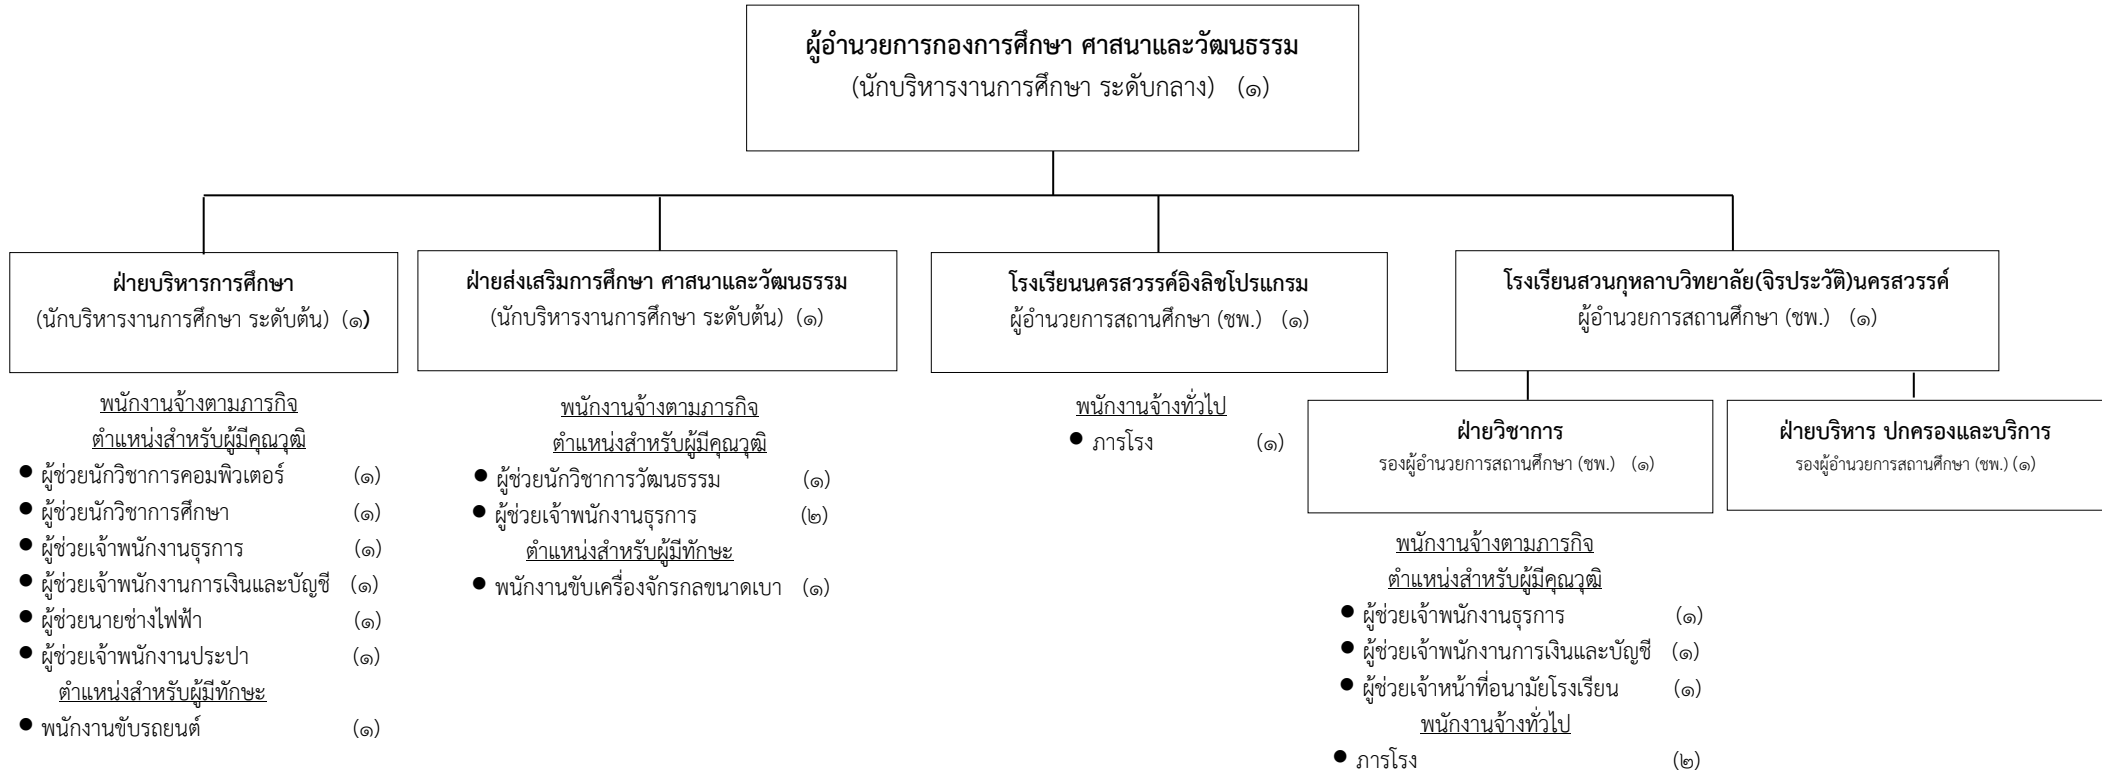 ผู้อำนวยการกองการศึกษา ศาสนาและวัฒนธรรม
(นักบริหารงานการศึกษา ระดับกลาง) (๑)
ฝ่ายบริหารการศึกษา
(นักบริหารงานการศึกษา ระดับต้น) (๑)
พนักงานจ้างตามภารกิจ
ตำแหน่งสำหรับผู้มีคุณวุฒิ
● ผู้ช่วยนักวิชาการคอมพิวเตอร์ (๑)
● ผู้ช่วยนักวิชาการศึกษา (๑)
● ผู้ช่วยเจ้าพนักงานธุรการ (๑)
● ผู้ช่วยเจ้าพนักงานการเงินและบัญชี (๑)
● ผู้ช่วยนายช่างไฟฟ้า (๑)
● ผู้ช่วยเจ้าพนักงานประปา (๑)
ตำแหน่งสำหรับผู้มีทักษะ
● พนักงานขับรถยนต์ (๑)
ฝ่ายส่งเสริมการศึกษา ศาสนาและวัฒนธรรม
(นักบริหารงานการศึกษา ระดับต้น) (๑)
พนักงานจ้างตามภารกิจ
ตำแหน่งสำหรับผู้มีคุณวุฒิ
● ผู้ช่วยนักวิชาการวัฒนธรรม (๑)
● ผู้ช่วยเจ้าพนักงานธุรการ (๒)
ตำแหน่งสำหรับผู้มีทักษะ
● พนักงานขับเครื่องจักรกลขนาดเบา (๑)
โรงเรียนนครสวรรค์อิงลิชโปรแกรม
ผู้อำนวยการสถานศึกษา (ชพ.) (๑)
พนักงานจ้างทั่วไป
● ภารโรง (๑)
โรงเรียนสวนกุหลาบวิทยาลัย(จิรประวัติ)นครสวรรค์
ผู้อำนวยการสถานศึกษา (ชพ.) (๑)
ฝ่ายวิชาการ
รองผู้อำนวยการสถานศึกษา (ชพ.) (๑)
พนักงานจ้างตามภารกิจ
ตำแหน่งสำหรับผู้มีคุณวุฒิ
● ผู้ช่วยเจ้าพนักงานธุรการ (๑)
● ผู้ช่วยเจ้าพนักงานการเงินและบัญชี (๑)
● ผู้ช่วยเจ้าหน้าที่อนามัยโรงเรียน (๑)
พนักงานจ้างทั่วไป
● ภารโรง (๒)
ฝ่ายบริหาร ปกครองและบริการ
รองผู้อำนวยการสถานศึกษา (ชพ.) (๑)